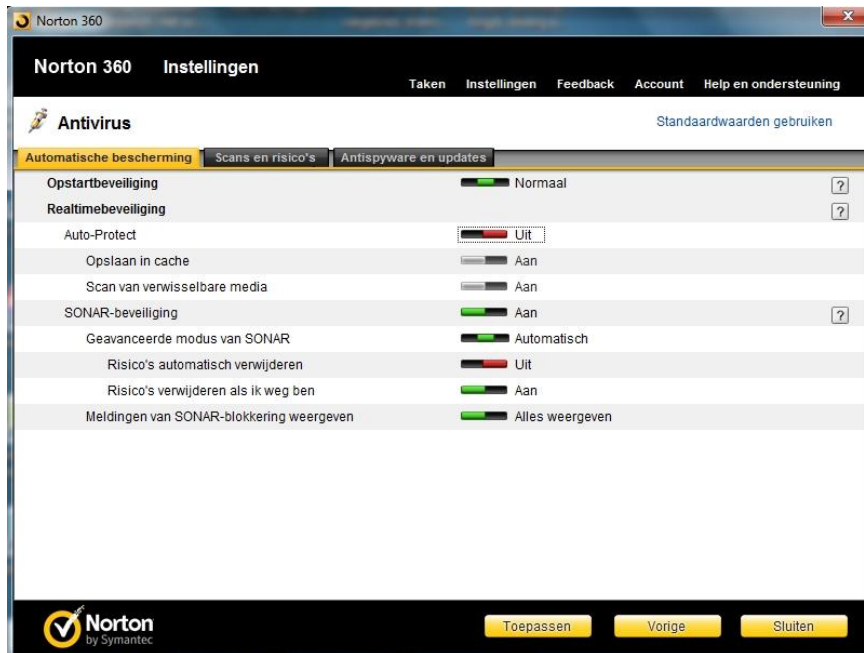 Norton 360
Norton 360 Instellingen
Taken Instellingen Feedback Account Help en ondersteuning
Antivirus Standaardwaarden gebruiken
Automatische bescherming Scans en risico's Antispyware en updates
Opstartbeveiliging Normaal ?
Realtimebeveiliging ?
Auto-Protect Uit
Opslaan in cache Aan
Scan van verwisselbare media Aan
SONAR-beveiliging Aan ?
Geavanceerde modus van SONAR Automatisch
Risico's automatisch verwijderen Uit
Risico's verwijderen als ik weg ben Aan
Meldingen van SONAR-blokkering weergeven Alles weergeven
Norton
by Symantec
Toepassen Vorige Sluiten